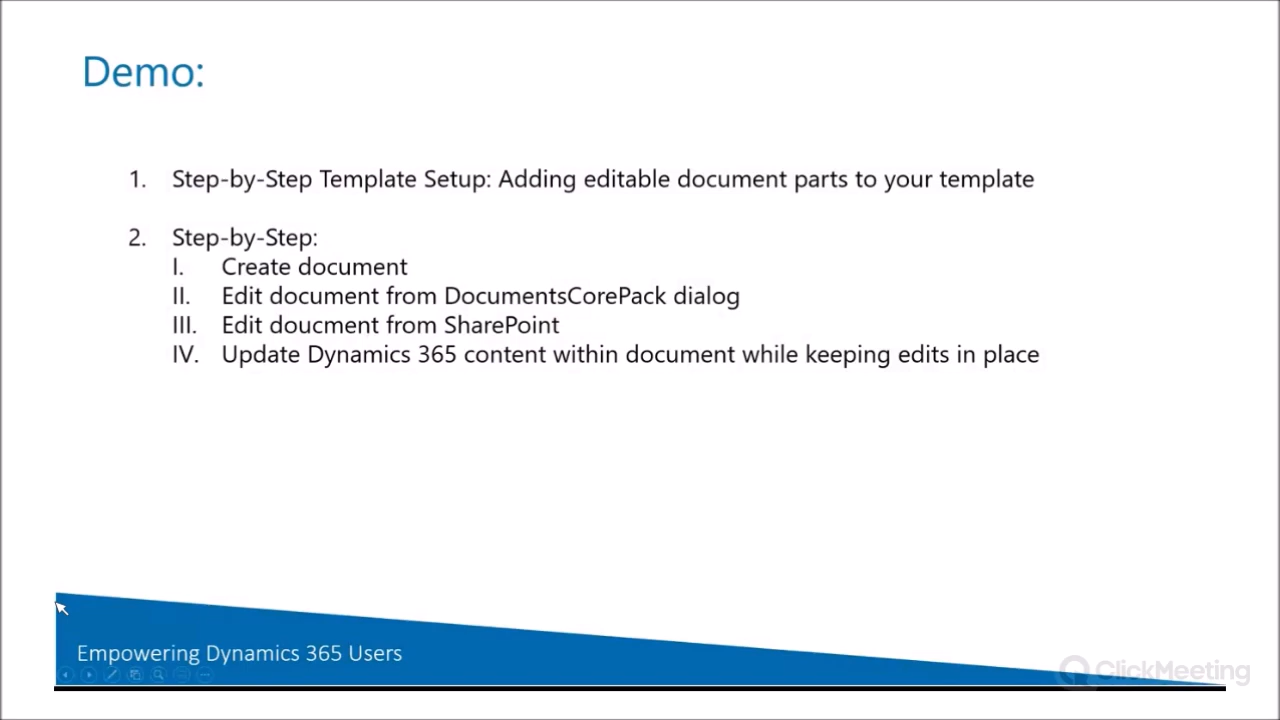 Demo:
1. Step-by-Step Template Setup: Adding editable document parts to your template
2. Step-by-Step:
I. Create document
II. Edit document from DocumentsCorePack dialog
III. Edit doucment from SharePoint
IV. Update Dynamics 365 content within document while keeping edits in place
Empowering Dynamics 365 Users
ClickMeeting